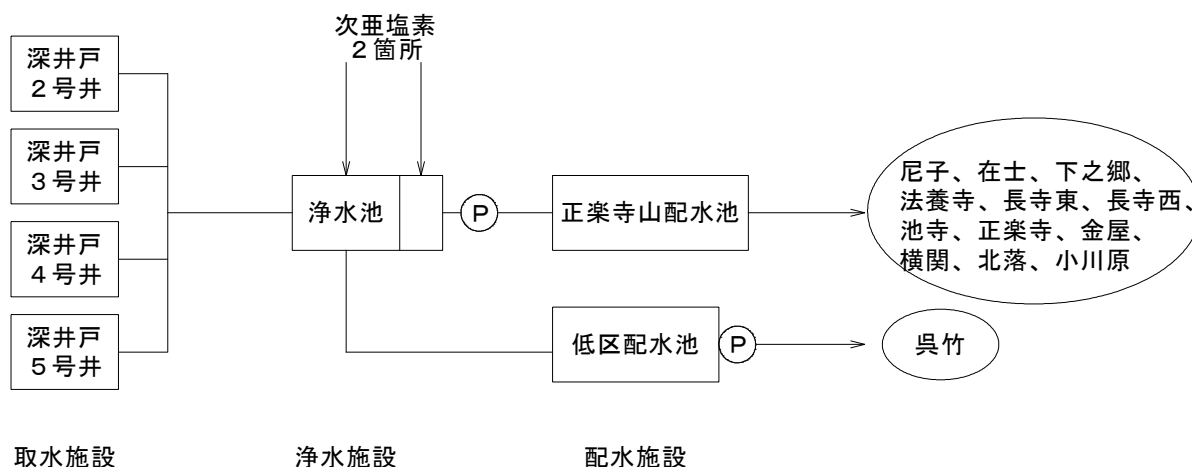 次亜塩素
２箇所
深井戸
２号井
深井戸
３号井
深井戸
４号井
深井戸
５号井
浄水池
P
正楽寺山配水池
尼子、在士、下之郷、
法養寺、長寺東、長寺西、
池寺、正楽寺、金屋、
横関、北落、小川原
低区配水池
P
呉竹
取水施設
浄水施設
配水施設